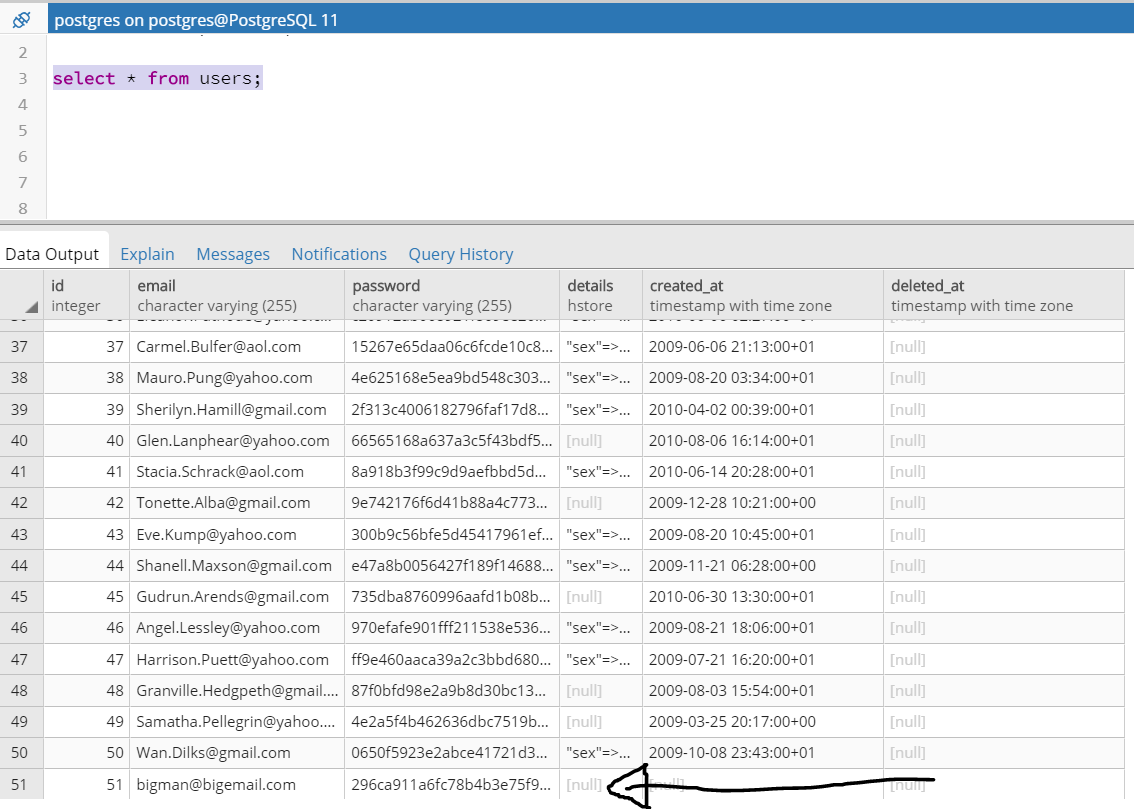 postgres on postgres@PostgreSQL 11
2
3 select * from users;
4
5
6
7
8
Data Output Explain Messages Notifications Query History
id email password details created_at deleted_at
integer character varying (255) character varying (255) hstore timestamp with time zone timestamp with time zone
37 37 Carmel.Bulfer@aol.com 15267e65daa06c6fcde10c8... "sex"=>... 2009-06-06 21:13:00+01 [null]
38 38 Mauro.Pung@yahoo.com 4e625168e5ea9bd548c303... "sex"=>... 2009-08-20 03:34:00+01 [null]
39 39 Sherilyn.Hamill@gmail.com 2f313c4006182796faf17d8... "sex"=>... 2010-04-02 00:39:00+01 [null]
40 40 Glen.Lanphear@yahoo.com 66565168a637a3c5f43bdf5... [null] 2010-08-06 16:14:00+01 [null]
41 41 Stacia.Schrack@aol.com 8a918b3f99c9d9aefbbd5d... "sex"=>... 2010-06-14 20:28:00+01 [null]
42 42 Tonette.Alba@gmail.com 9e742176f6d41b88a4c773... [null] 2009-12-28 10:21:00+00 [null]
43 43 Eve.Kump@yahoo.com 300b9c56bfe5d45417961ef... "sex"=>... 2009-08-20 10:45:00+01 [null]
44 44 Shanell.Maxson@gmail.com e47a8b0056427f189f14688... "sex"=>... 2009-11-21 06:28:00+00 [null]
45 45 Gudrun.Arends@gmail.com 735dba8760996aafd1b08b... [null] 2010-06-30 13:30:00+01 [null]
46 46 Angel.Lessley@yahoo.com 970efafe901fff211538e536... "sex"=>... 2009-08-21 18:06:00+01 [null]
47 47 Harrison.Puett@yahoo.com ff9e460aaca39a2c3bbd680... "sex"=>... 2009-07-21 16:20:00+01 [null]
48 48 Granville.Hedgpeth@gmail.... 87f0bfd98e2a9b8d30bc13... [null] 2009-08-03 15:54:00+01 [null]
49 49 Samatha.Pellegrin@yahoo.... 4e2a5f4b462636dbc7519b... [null] 2009-03-25 20:17:00+00 [null]
50 50 Wan.Dilks@gmail.com 0650f5923e2abce41721d3... "sex"=>... 2009-10-08 23:43:00+01 [null]
51 51 bigman@bigemail.com 296ca911a6fc78b4b3e75f9... [null] [null] [null]